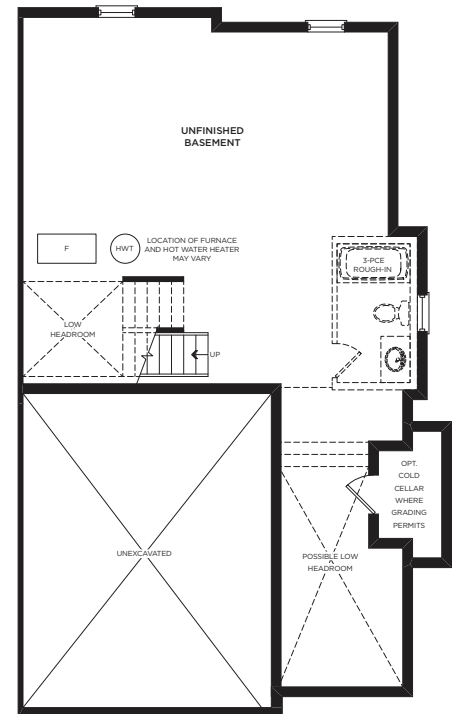 UNFINISHED
BASEMENT
F
HWT
LOCATION OF FURNACE
AND HOT WATER HEATER
MAY VARY
3-PCE
ROUGH-IN
LOW
HEADROOM
UP
OPT.
COLD
CELLAR
WHERE
GRADING
PERMITS
UNEXCAVATED
POSSIBLE LOW
HEADROOM